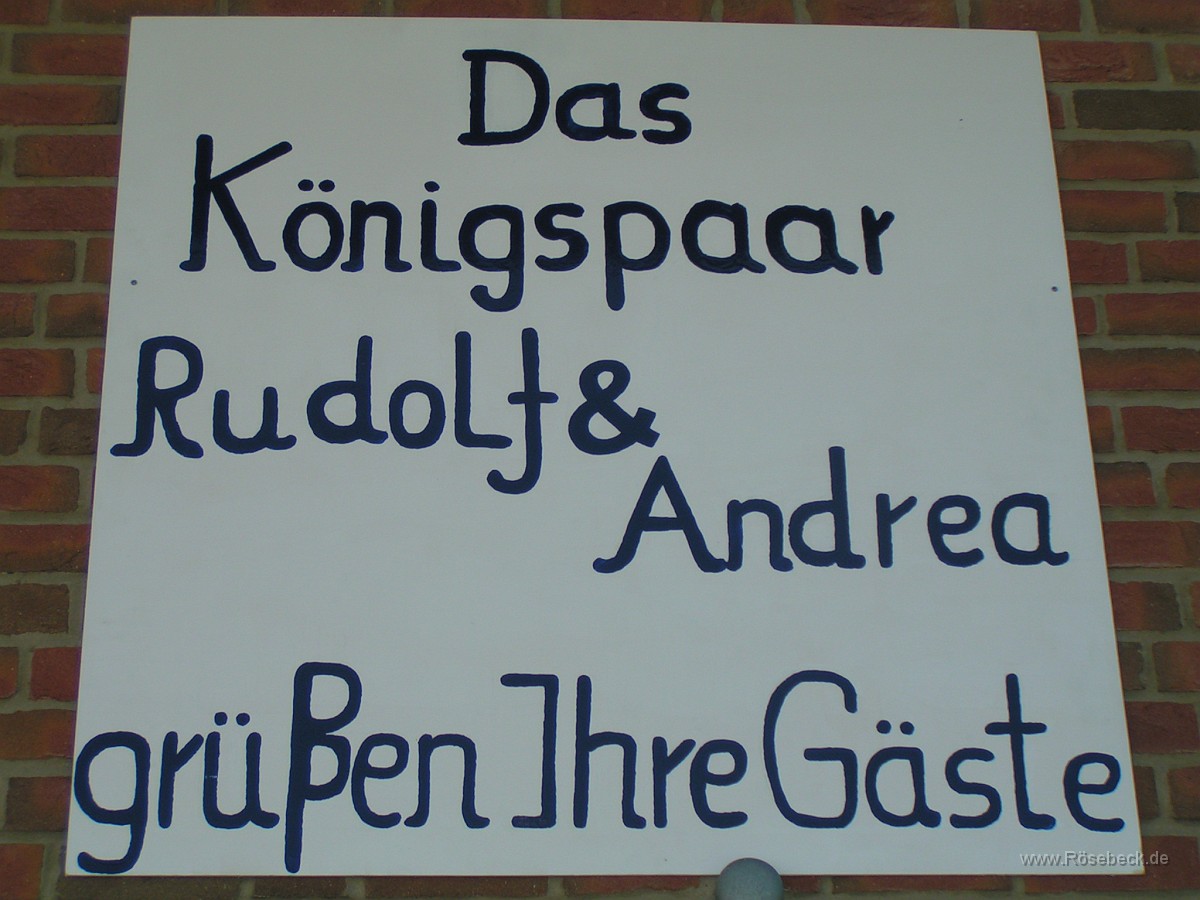 Das
Königspaar
Rudolf &
Andrea
grüßen Ihre Gäste
www.Rösebeck.de